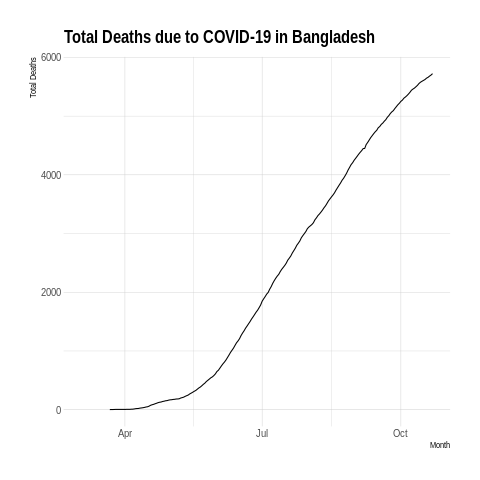 Total Deaths due to COVID-19 in Bangladesh
Total Deaths
6000
4000
2000
0
Apr
Jul
Oct
Month